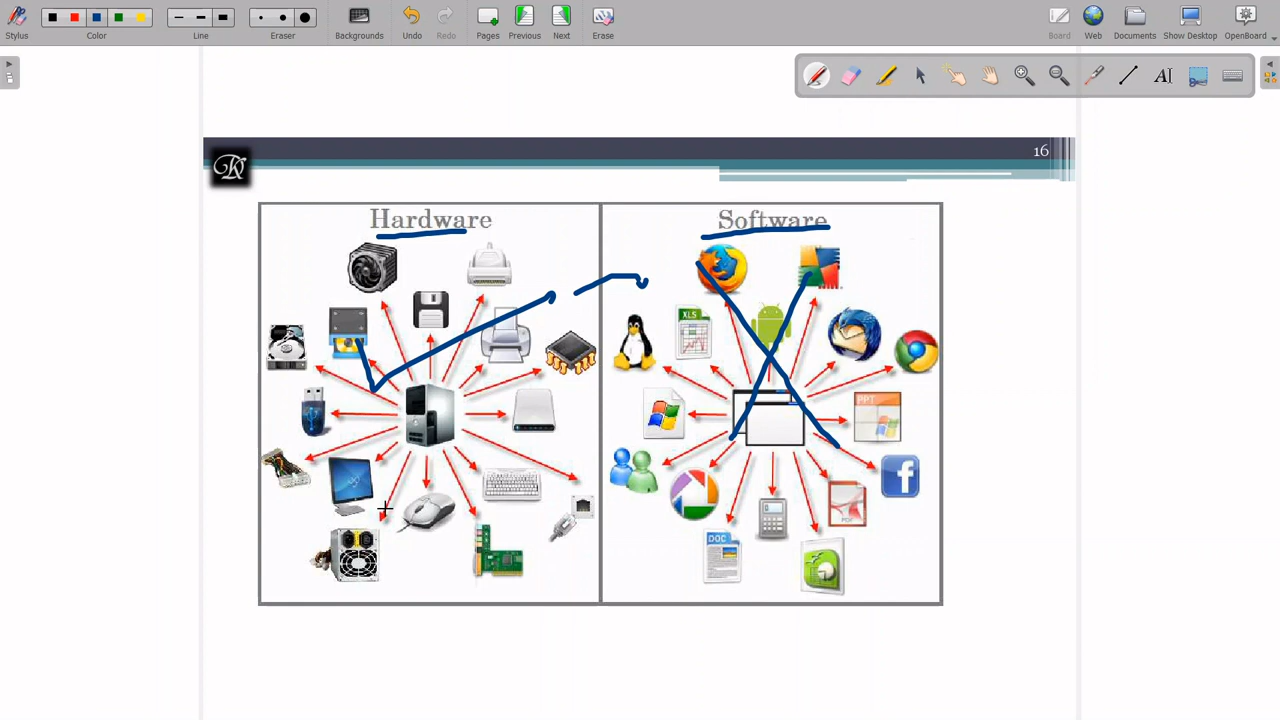 Stylus
Color
Line
Eraser
Backgrounds
Undo
Redo
Pages
Previous
Next
Erase
Board
Web
Documents
Show Desktop
OpenBoard
16
Hardware
Software
XLS
PPT
PDF
DOC